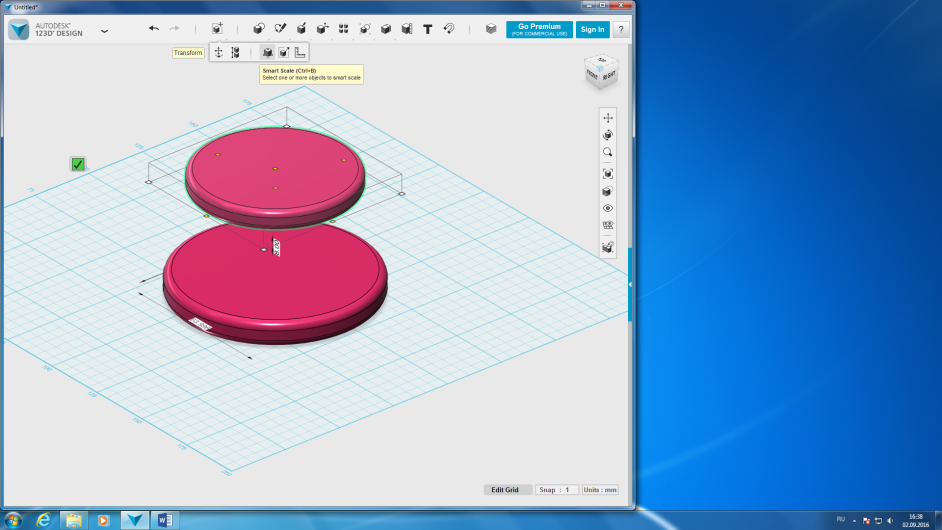 Untitled*
AUTODESK®
123D® DESIGN
Go Premium
(FOR COMMERCIAL USE)
Sign In
?
Transform
Smart Scale (Ctrl+B)
Select one or more objects to smart scale
TOP
FRONT
RIGHT
Edit Grid
Snap : 1
Units : mm
RU
16:38
02.09.2016